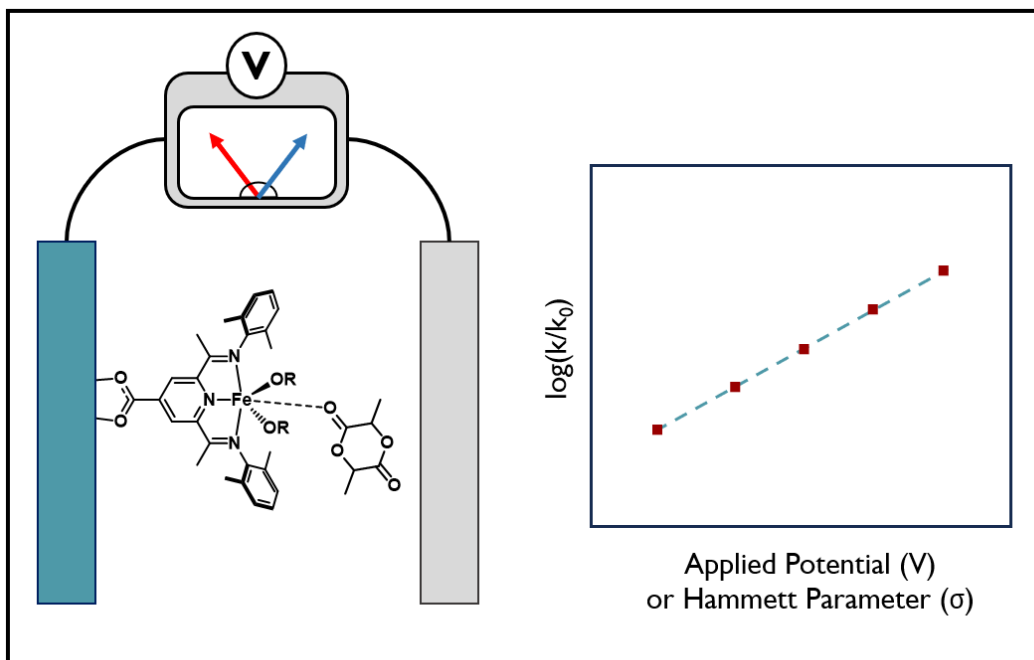 V
N
O
O
N
Fe
OR
OR
N
O
O
O
O
log(k/k₀)
Applied Potential (V)
or Hammett Parameter (σ)